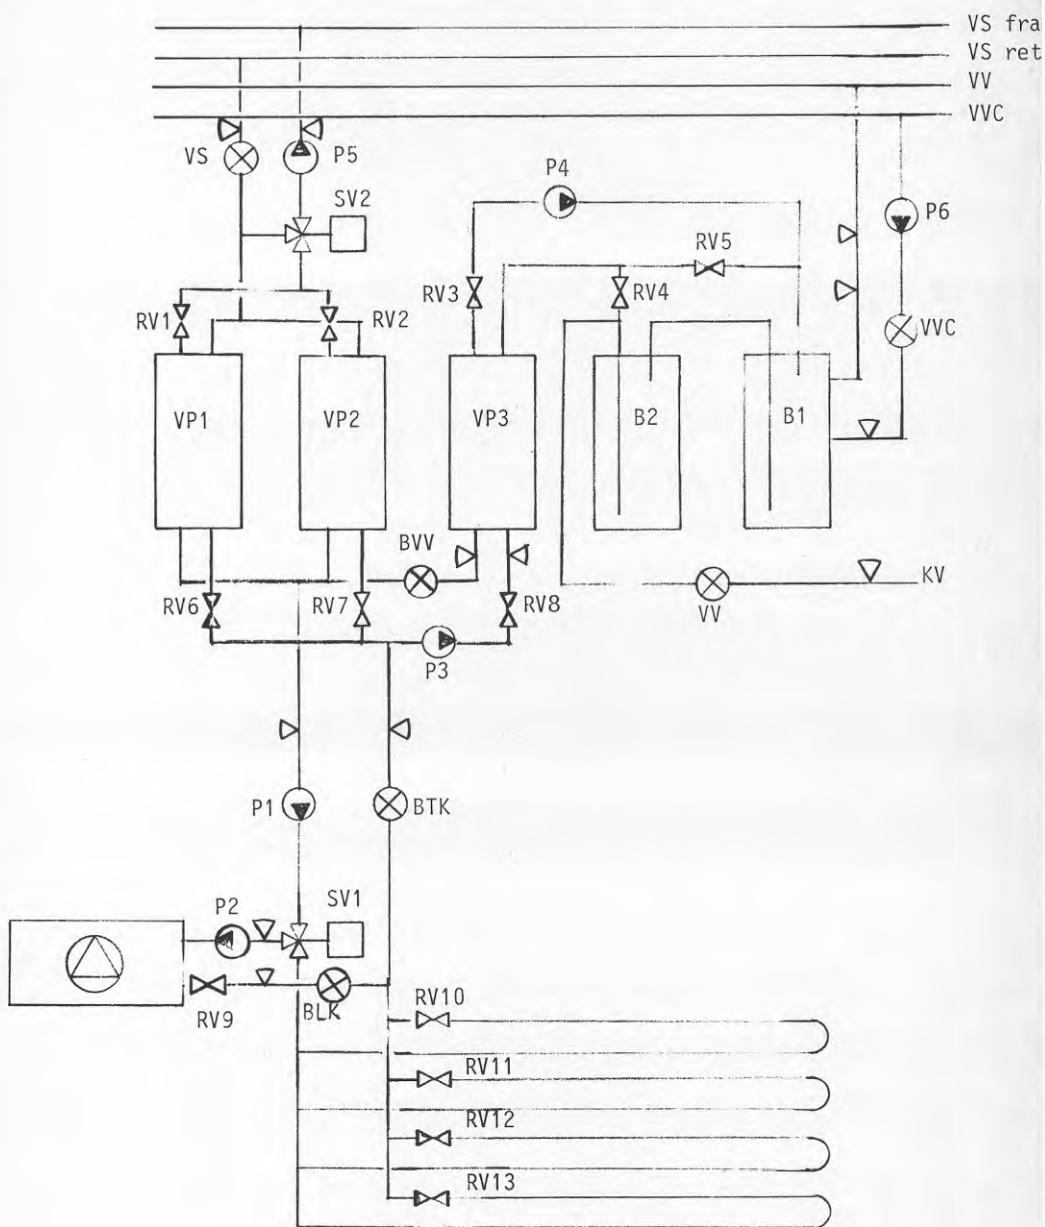 VS fra
VS ret
VV
VVC
VS
P5
P4
SV2
P6
RV5
RV1
RV2
RV3
RV4
VVC
VP1
VP2
VP3
B2
B1
BVV
KV
RV6
RV7
RV8
VV
P3
P1
BTK
P2
SV1
RV9
BLK
RV10
RV11
RV12
RV13